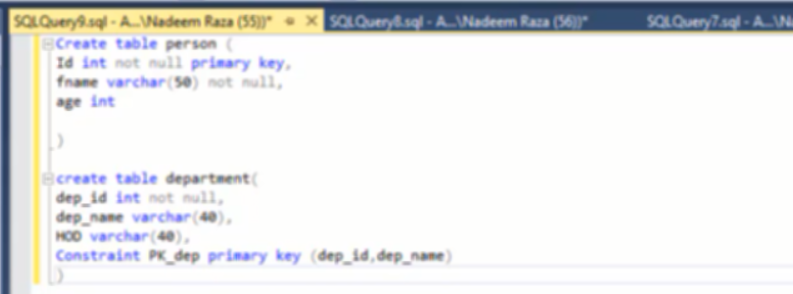 SQLQuery9.sql - A...\Nadeem Raza (55))* SQLQuery8.sql - A...\Nadeem Raza (56))* SQLQuery7.sql - A...\N
Create table person (
Id int not null primary key,
fname varchar(50) not null,
age int
)
create table department(
dep_id int not null,
dep_name varchar(40),
HOD varchar(40),
Constraint PK_dep primary key (dep_id,dep_name)
)